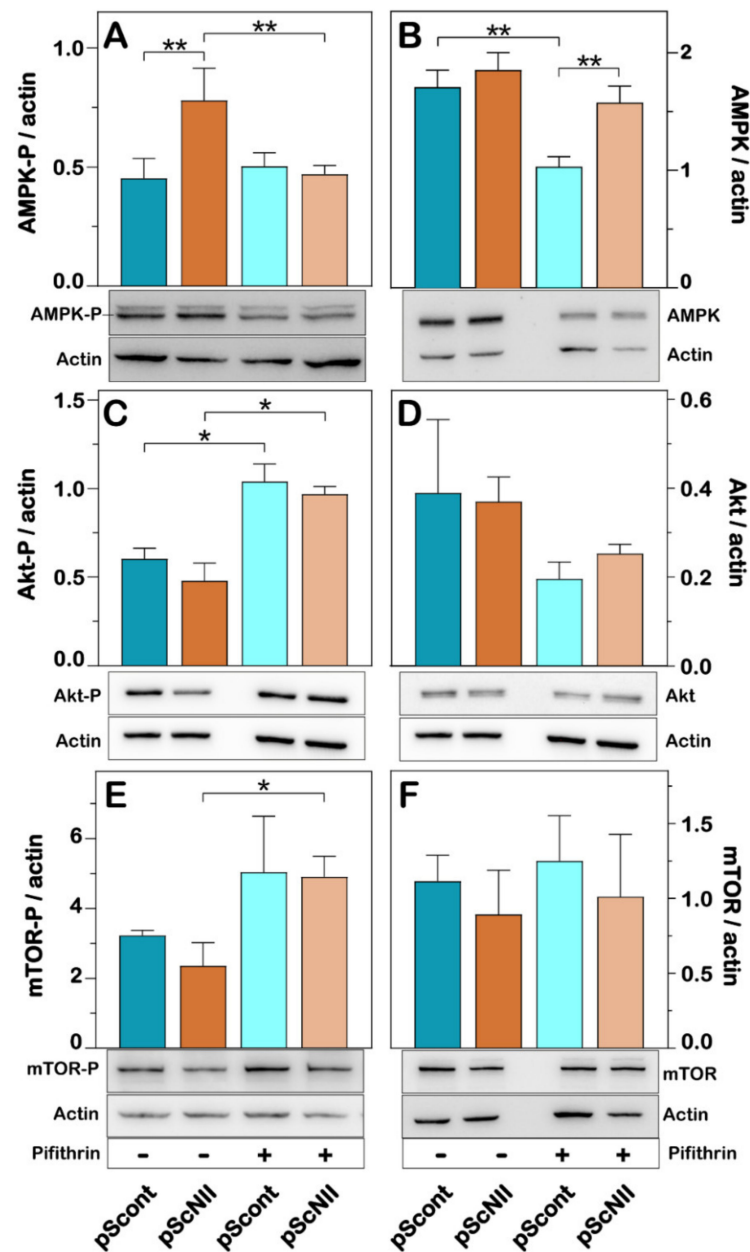 A
B
1.0
0.5
0.0
AMPK-P / actin
**
**
**
**
2
1
0
AMPK / actin
AMPK-P
Actin
AMPK
Actin
C
D
1.5
1.0
0.5
0.0
Akt-P / actin
*
*
0.6
0.4
0.2
0.0
Akt / actin
Akt-P
Actin
Akt
Actin
E
F
6
4
2
0
mTOR-P / actin
*
1.5
1.0
0.5
0.0
mTOR / actin
mTOR-P
Actin
mTOR
Actin
Pifithrin - - + +
- - + + Pifithrin
pScont
pScNII
pScont
pScNII
pScont
pScNII
pScont
pScNII